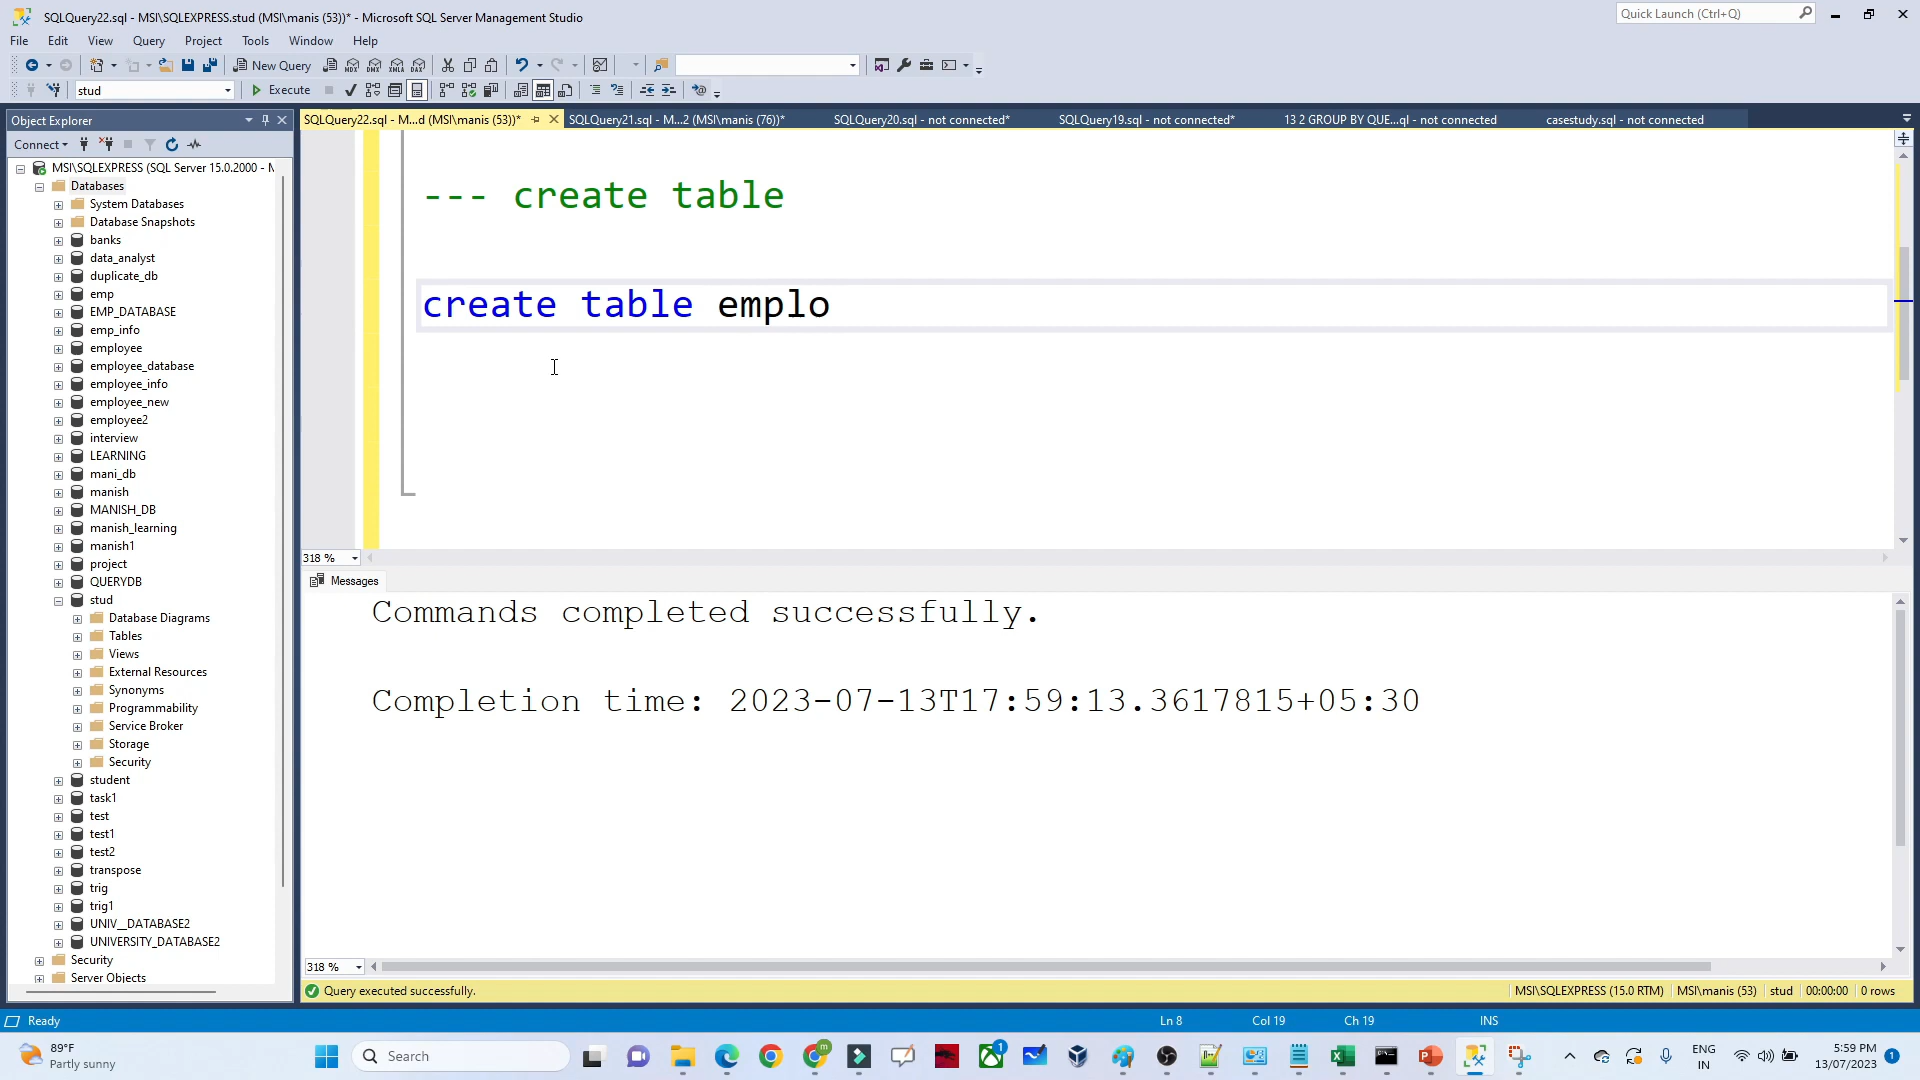 SQLQuery22.sql - MSI\SQLEXPRESS.stud (MSI\manis (53))* - Microsoft SQL Server Management Studio
Quick Launch (Ctrl+Q)
File Edit View Query Project Tools Window Help
New Query
MDX DMX XMLA DAX
stud
Execute
Object Explorer
SQLQuery22.sql - M...d (MSI\manis (53))*
SQLQuery21.sql - M...2 (MSI\manis (76))*
SQLQuery20.sql - not connected*
SQLQuery19.sql - not connected*
13 2 GROUP BY QUE...ql - not connected
casestudy.sql - not connected
Connect
MSI\SQLEXPRESS (SQL Server 15.0.2000 - M
Databases
System Databases
Database Snapshots
banks
data_analyst
duplicate_db
emp
EMP_DATABASE
emp_info
employee
employee_database
employee_info
employee_new
employee2
interview
LEARNING
mani_db
manish
MANISH_DB
manish_learning
manish1
project
QUERYDB
stud
Database Diagrams
Tables
Views
External Resources
Synonyms
Programmability
Service Broker
Storage
Security
student
task1
test
test1
test2
transpose
trig
trig1
UNIV__DATABASE2
UNIVERSITY_DATABASE2
Security
Server Objects
--- create table
create table emplo
318 %
Messages
Commands completed successfully.
Completion time: 2023-07-13T17:59:13.3617815+05:30
318 %
Query executed successfully.
MSI\SQLEXPRESS (15.0 RTM) MSI\manis (53) stud 00:00:00 0 rows
Ready
Ln 8 Col 19 Ch 19 INS
89°F
Partly sunny
Search
m
1
ENG
IN
5:59 PM
13/07/2023
1